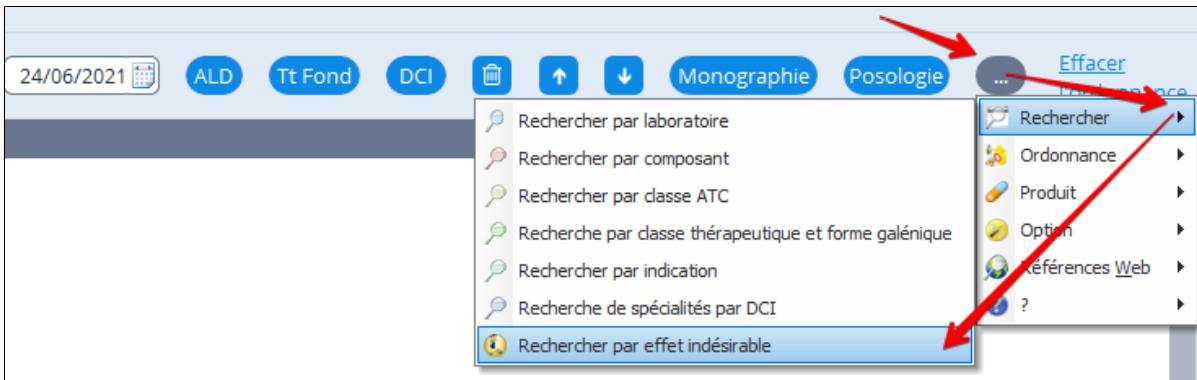 24/06/2021 ALD Tt Fond DCI Monographie Posologie ... Effacer
Rechercher
Ordonnance
Produit
Option
Références Web
?
Rechercher par laboratoire
Rechercher par composant
Rechercher par classe ATC
Recherche par classe thérapeutique et forme galénique
Rechercher par indication
Recherche de spécialités par DCI
Rechercher par effet indésirable